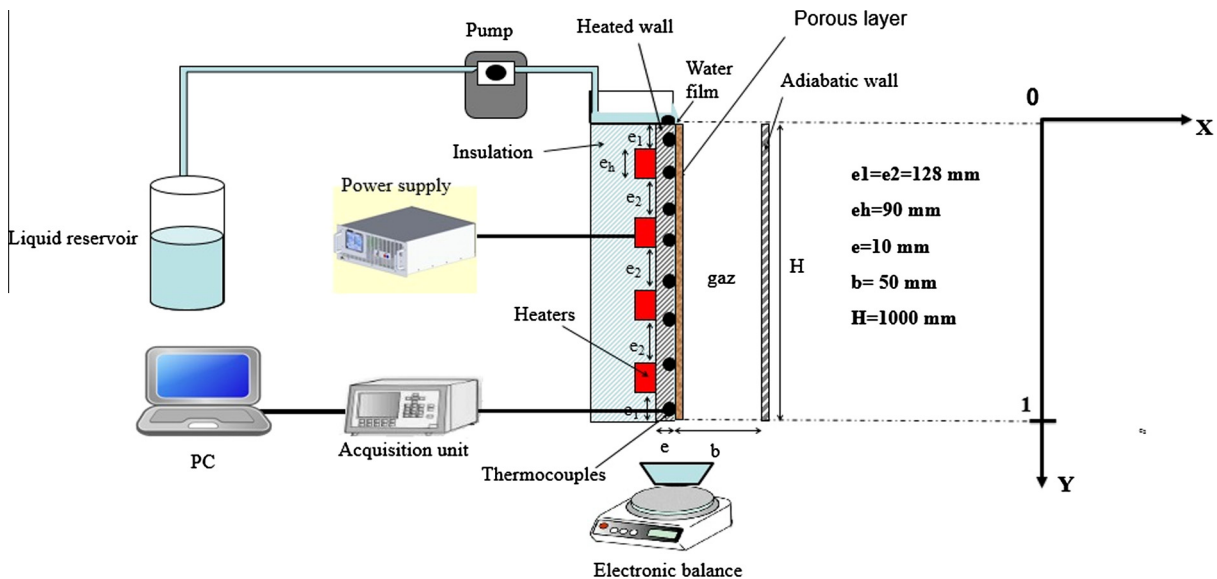 Porous layer
Heated wall
Pump
Water
film
Adiabatic wall
0
X
Insulation
e1
eh
e2
Power supply
e1=e2=128 mm
eh=90 mm
e=10 mm
b= 50 mm
H=1000 mm
Liquid reservoir
e2
gaz
H
Heaters
e2
e1
1
PC
Acquisition unit
Thermocouples
e
b
Y
Electronic balance